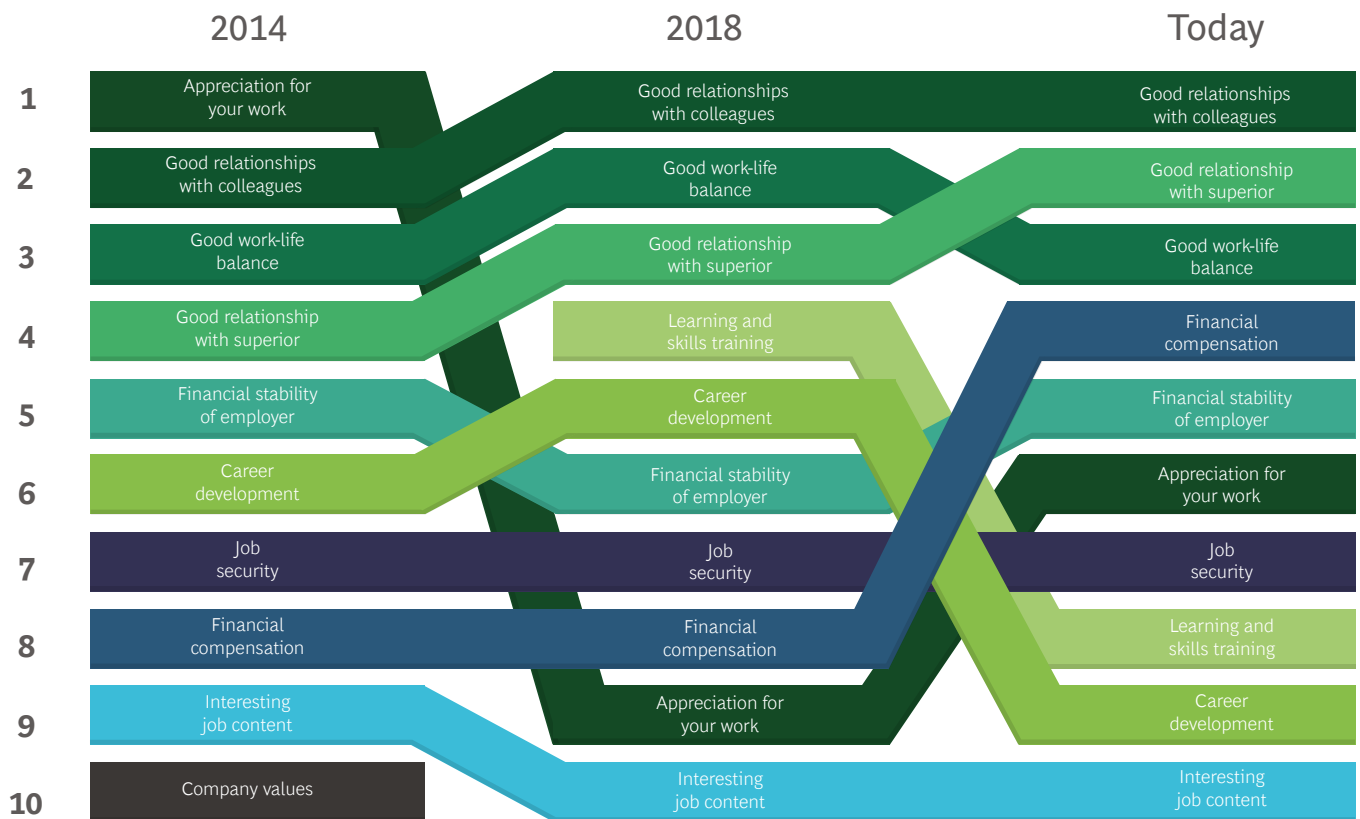 2014
2018
Today
1
Appreciation for
your work
Good relationships
with colleagues
Good relationships
with colleagues
2
Good relationships
with colleagues
Good work-life
balance
Good relationship
with superior
3
Good work-life
balance
Good relationship
with superior
Good work-life
balance
4
Good relationship
with superior
Learning and
skills training
Financial
compensation
5
Financial stability
of employer
Career
development
Financial stability
of employer
6
Career
development
Financial stability
of employer
Appreciation for
your work
7
Job
security
Job
security
Job
security
8
Financial
compensation
Financial
compensation
Learning and
skills training
9
Interesting
job content
Appreciation for
your work
Career
development
10
Company values
Interesting
job content
Interesting
job content